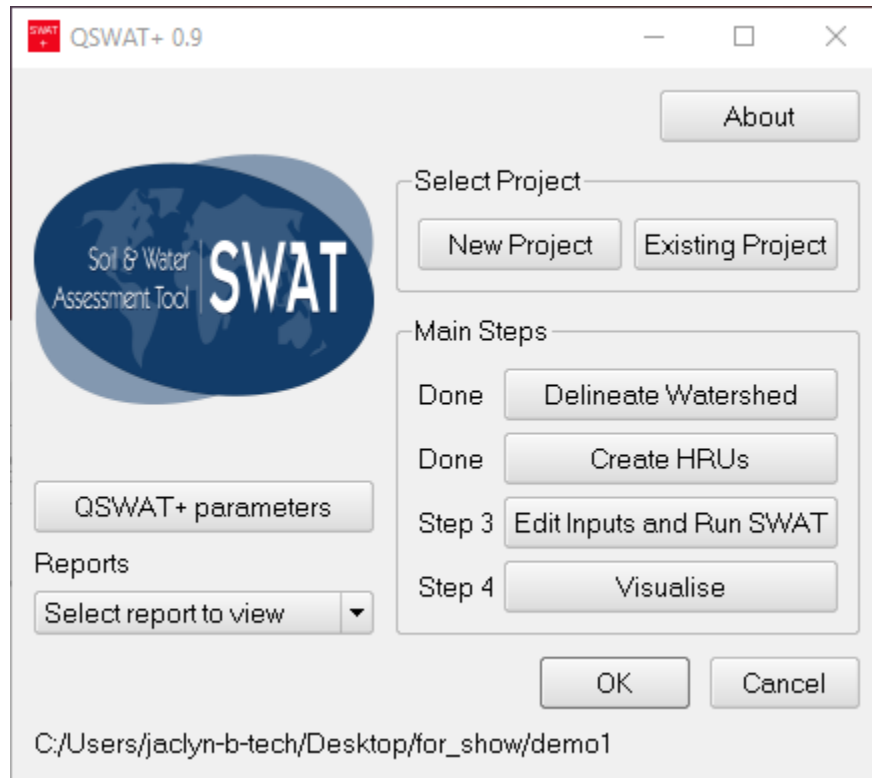 SWAT
+
QSWAT+ 0.9
About
Soil & Water
Assessment Tool
SWAT
Select Project
New Project
Existing Project
Main Steps
Done
Delineate Watershed
Done
Create HRUs
Step 3
Edit Inputs and Run SWAT
Step 4
Visualise
QSWAT+ parameters
Reports
Select report to view
OK
Cancel
C:/Users/jaclyn-b-tech/Desktop/for_show/demo1